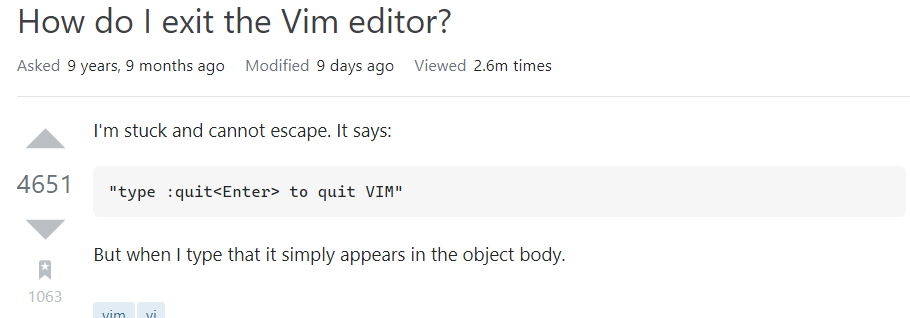 How do I exit the Vim editor?
Asked 9 years, 9 months ago Modified 9 days ago Viewed 2.6m times
I'm stuck and cannot escape. It says:
4651
"type :quit<Enter> to quit VIM"
But when I type that it simply appears in the object body.
1063
vim vi